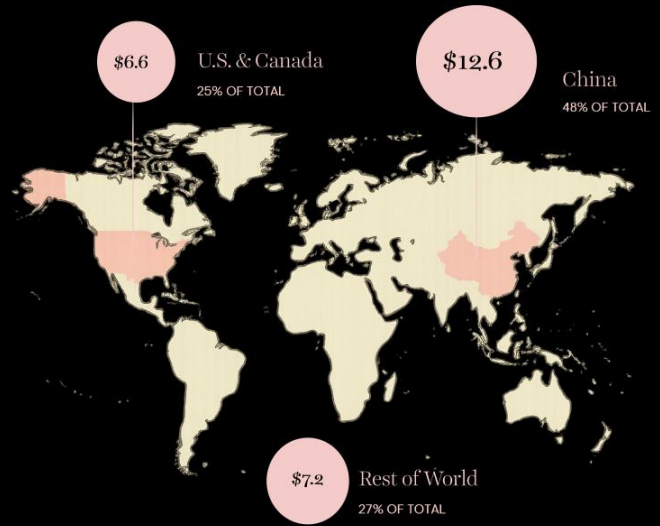 $6.6
U.S. & Canada
25% OF TOTAL
$12.6
China
48% OF TOTAL
$7.2
Rest of World
27% OF TOTAL